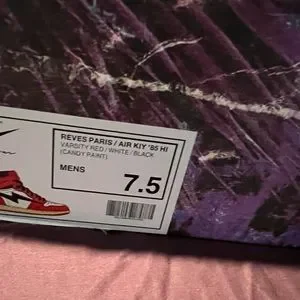 REVES PARIS / AIR KIY '85 HI
VARSITY RED / WHITE / BLACK
(CANDY PAINT)
MENS
7.5